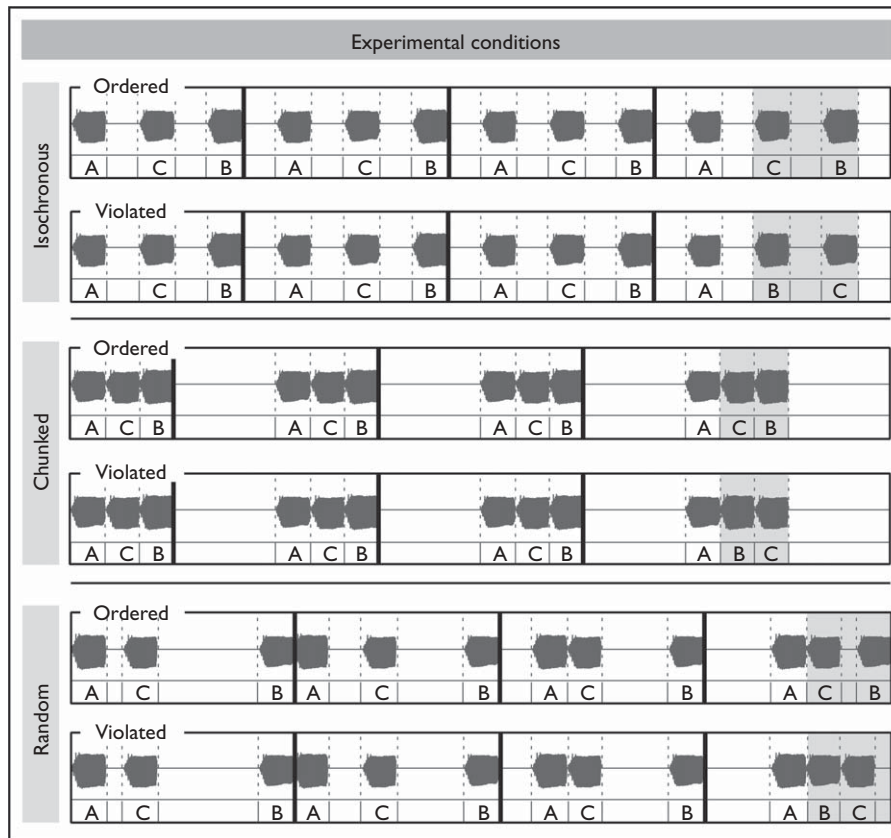 Experimental conditions
Isochronous
Ordered
A C B A C B A C B A C B
Violated
A C B A C B A C B A B C
Chunked
Ordered
A C B A C B A C B A C B
Violated
A C B A C B A C B A B C
Random
Ordered
A C B A C B A C B A C B
Violated
A C B A C B A C B A B C